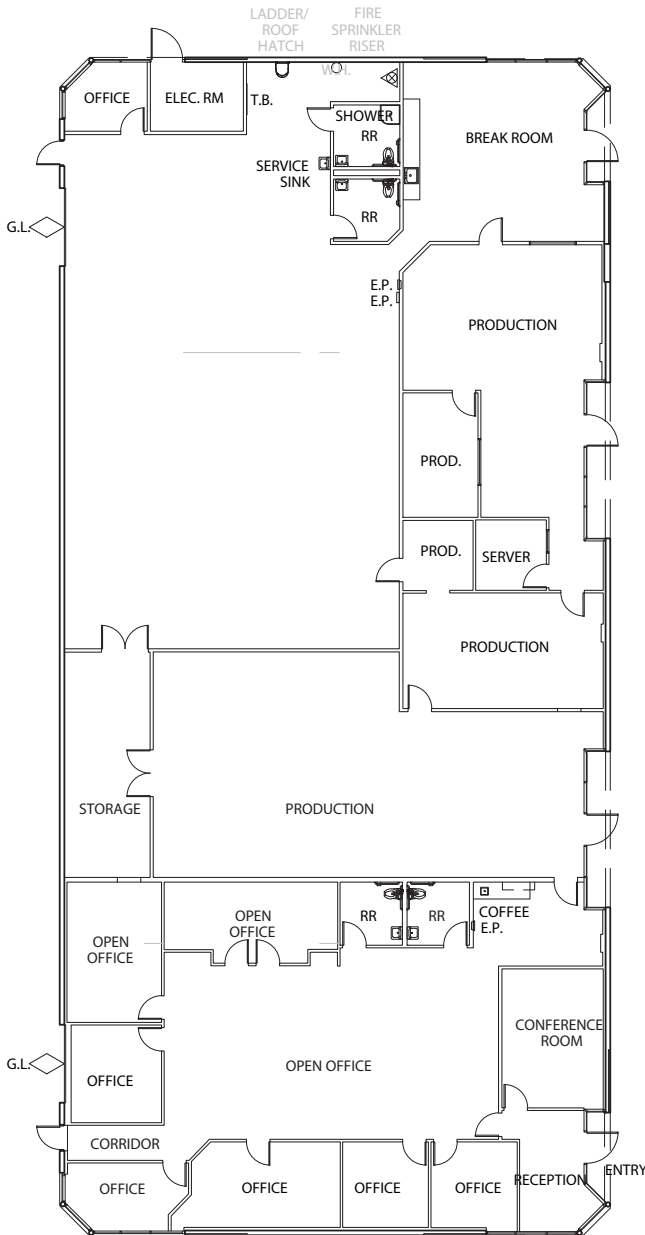 LADDER/
ROOF
HATCH
FIRE
SPRINKLER
RISER
W.H.
OFFICE
ELEC. RM
T.B.
SHOWER
RR
BREAK ROOM
SERVICE
SINK
RR
G.L.
E.P.
E.P.
PRODUCTION
PROD.
PROD.
SERVER
PRODUCTION
STORAGE
PRODUCTION
OPEN
OFFICE
OPEN
OFFICE
RR
RR
COFFEE
E.P.
CONFERENCE
ROOM
G.L.
OFFICE
OPEN OFFICE
CORRIDOR
OFFICE
OFFICE
OFFICE
OFFICE
RECEPTION
ENTRY